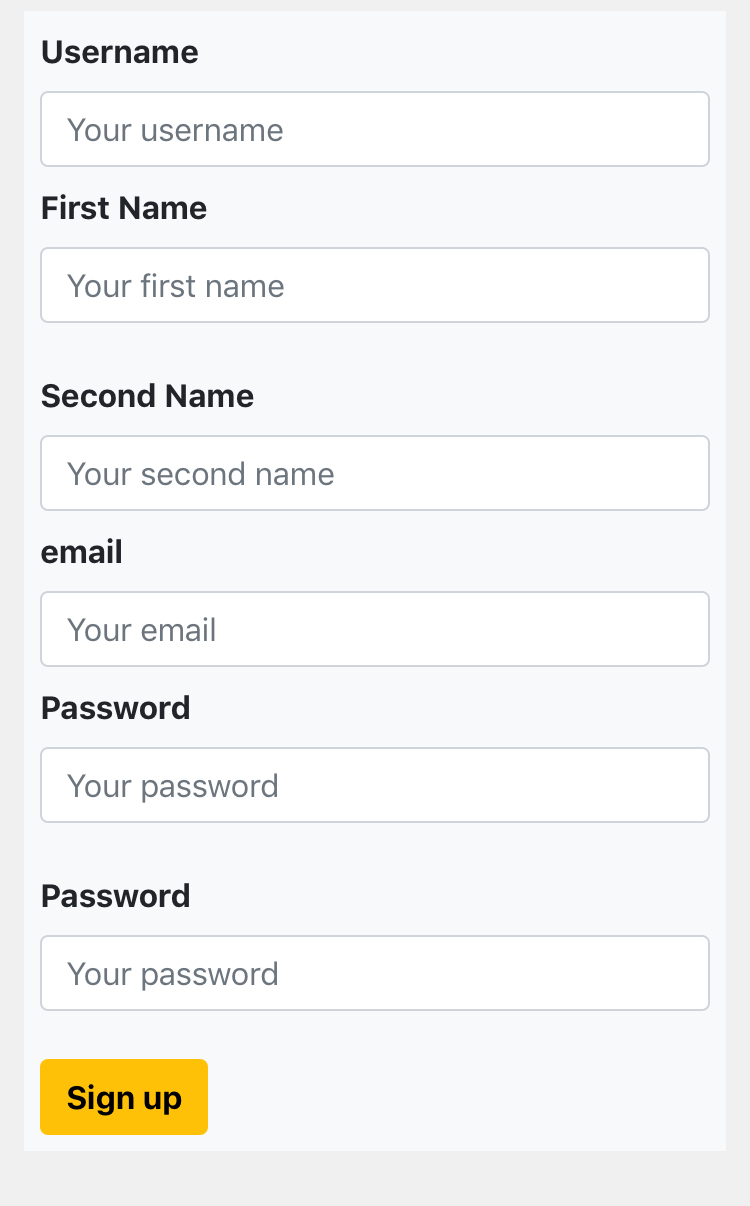 Username
Your username
First Name
Your first name
Second Name
Your second name
email
Your email
Password
Your password
Password
Your password
Sign up